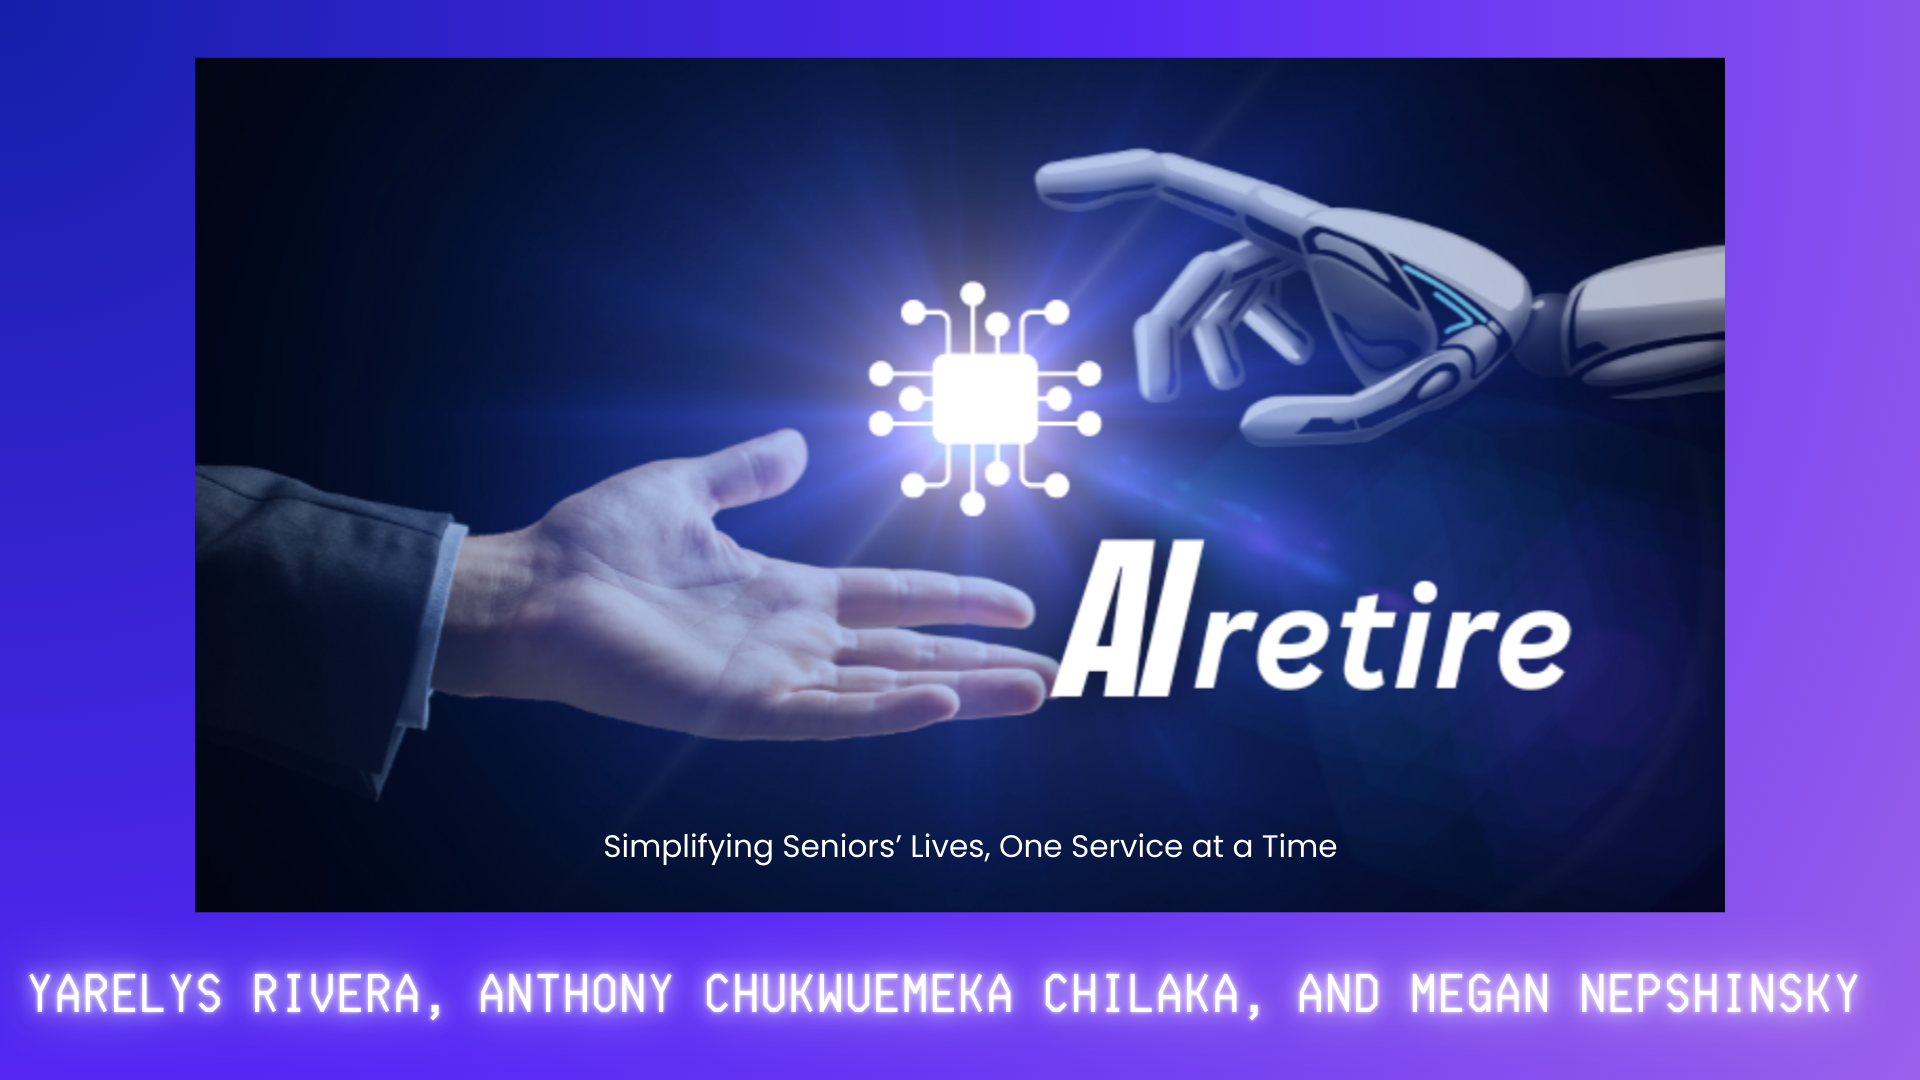 AIretire
Simplifying Seniors’ Lives, One Service at a Time
YARELYS RIVERA, ANTHONY CHUKWUEMEKA CHILAKA, AND MEGAN NEPSHINSKY